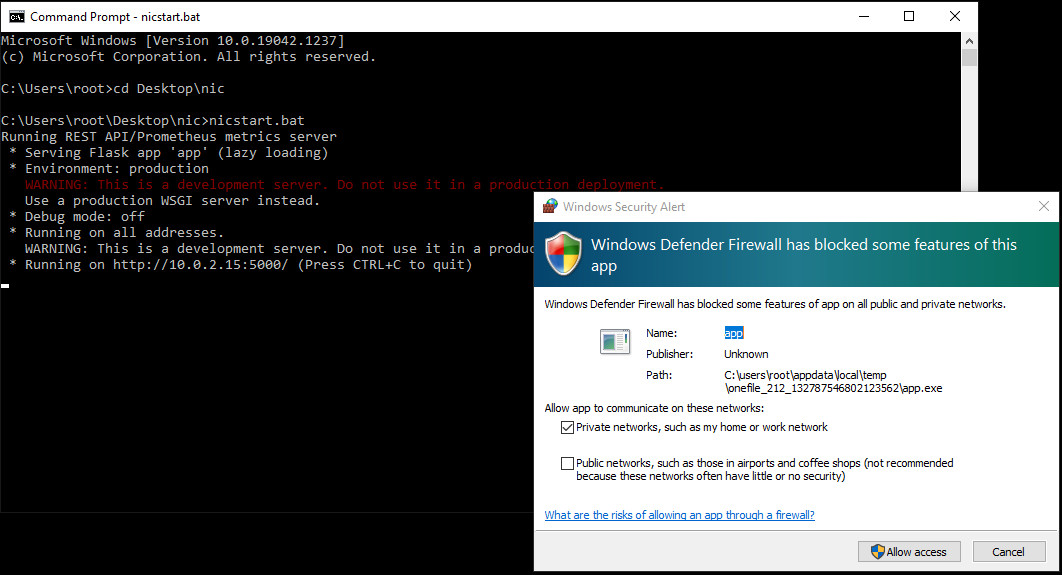 Command Prompt - nicstart.bat
Microsoft Windows [Version 10.0.19042.1237]
(c) Microsoft Corporation. All rights reserved.
C:\Users\root>cd Desktop\nic
C:\Users\root\Desktop\nic>nicstart.bat
Running REST API/Prometheus metrics server
* Serving Flask app 'app' (lazy loading)
* Environment: production
WARNING: This is a development server. Do not use it in a production deployment.
Use a production WSGI server instead.
* Debug mode: off
* Running on all addresses.
WARNING: This is a development server. Do not use it in a produc
* Running on http://10.0.2.15:5000/ (Press CTRL+C to quit)
Windows Security Alert
Windows Defender Firewall has blocked some features of this
app
Windows Defender Firewall has blocked some features of app on all public and private networks.
Name: app
Publisher: Unknown
Path: C:\users\root\appdata\local\temp
\onefile_212_132787546802123562\app.exe
Allow app to communicate on these networks:
Private networks, such as my home or work network
Public networks, such as those in airports and coffee shops (not recommended
because these networks often have little or no security)
What are the risks of allowing an app through a firewall?
Allow access
Cancel